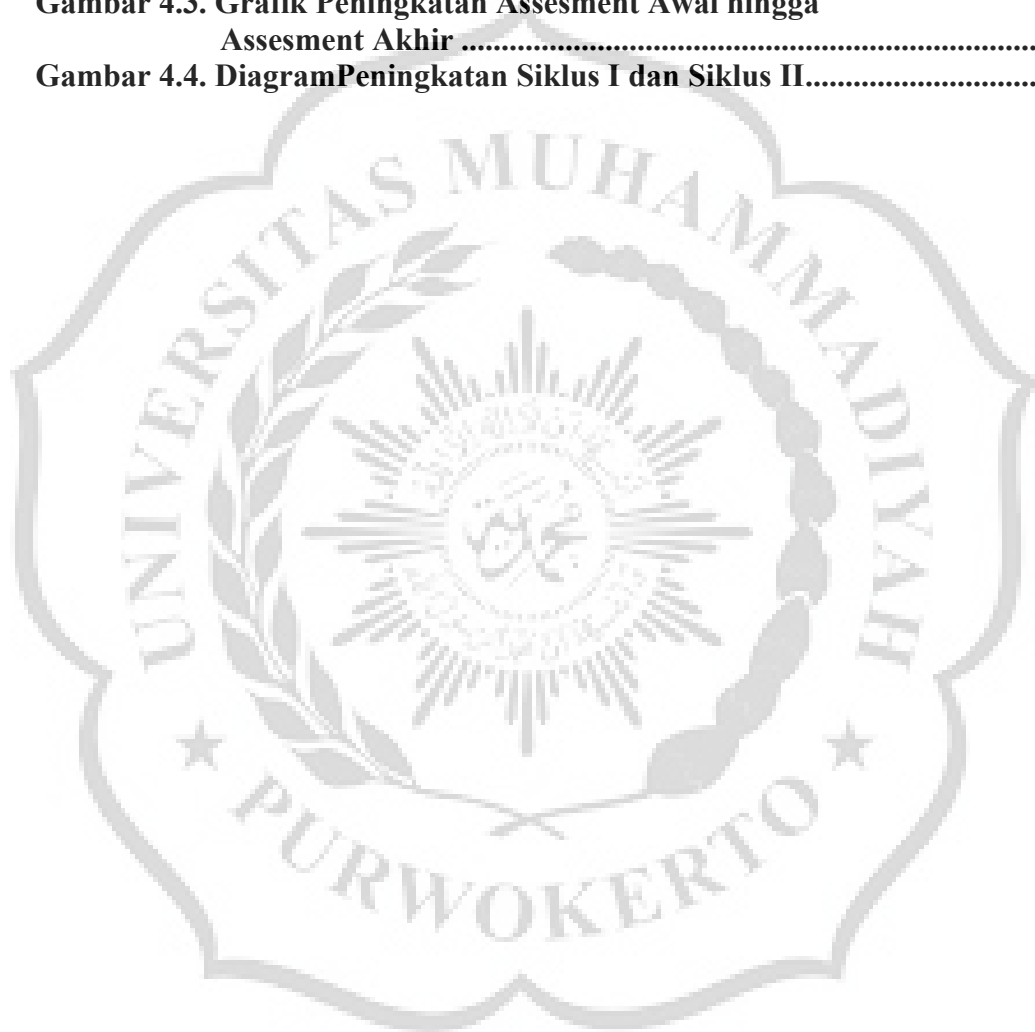 Gambar 4.3. Grafik Peningkatan Assesment Awal hingga
Assesment Akhir ........................................................................
Gambar 4.4. DiagramPeningkatan Siklus I dan Siklus II.............................
UNIVERSITAS MUHAMMADIYAH
PURWOKERTO